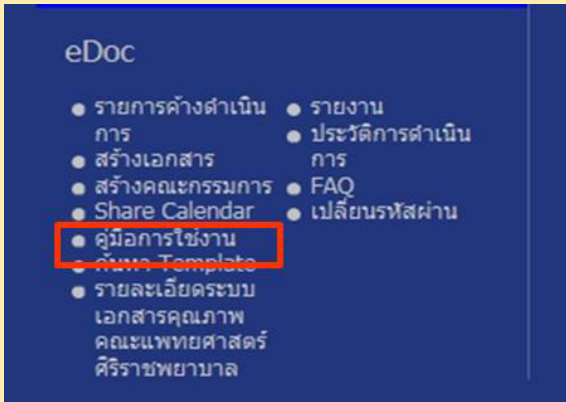 eDoc
รายการค้างดำเนิน
การ
สร้างเอกสาร
สร้างคณะกรรมการ
Share Calendar
คู่มือการใช้งาน
ค้นหา Template
รายละเอียดระบบ
เอกสารคุณภาพ
คณะแพทยศาสตร์
ศิริราชพยาบาล
รายงาน
ประวัติการดำเนิน
การ
FAQ
เปลี่ยนรหัสผ่าน